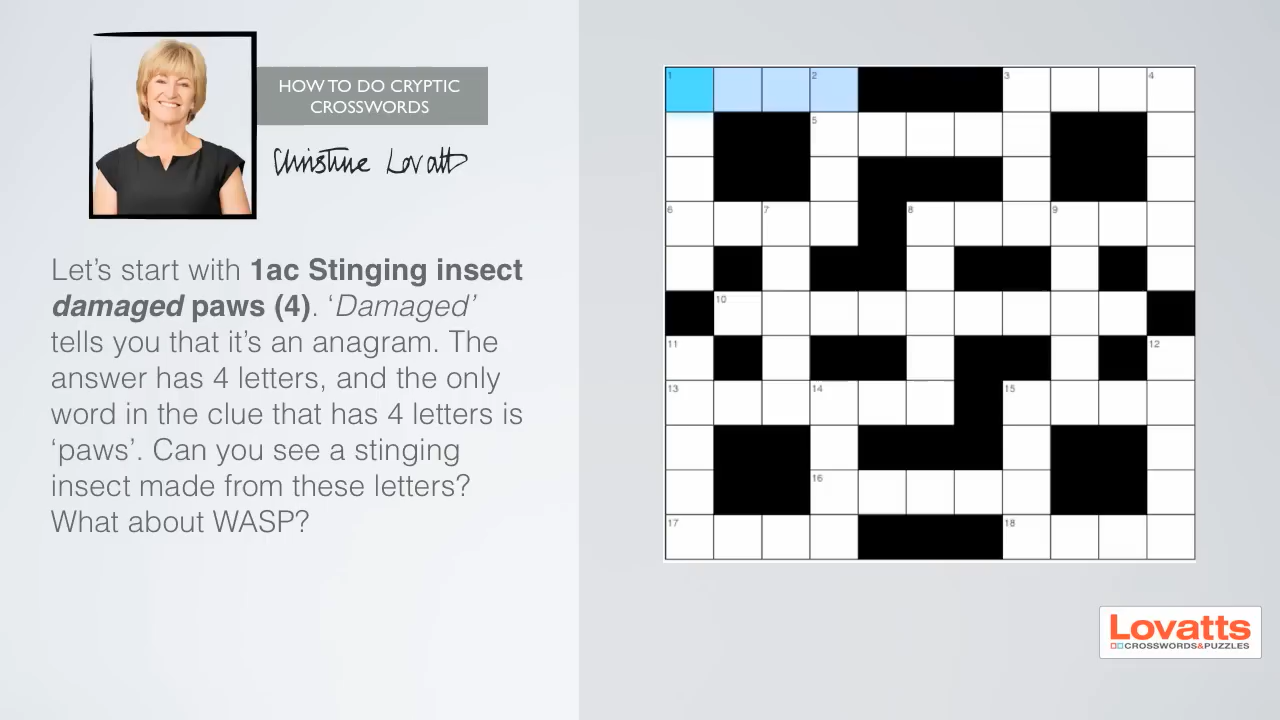 HOW TO DO CRYPTIC
CROSSWORDS
Christine Lovatt
Let’s start with 1ac Stinging insect
damaged paws (4). ‘Damaged’
tells you that it’s an anagram. The
answer has 4 letters, and the only
word in the clue that has 4 letters is
‘paws’. Can you see a stinging
insect made from these letters?
What about WASP?
1 2 3 4
5
6 7 8 9
10
11 12
13 14 15
16
17 18
Lovatts
CROSSWORDS&PUZZLES